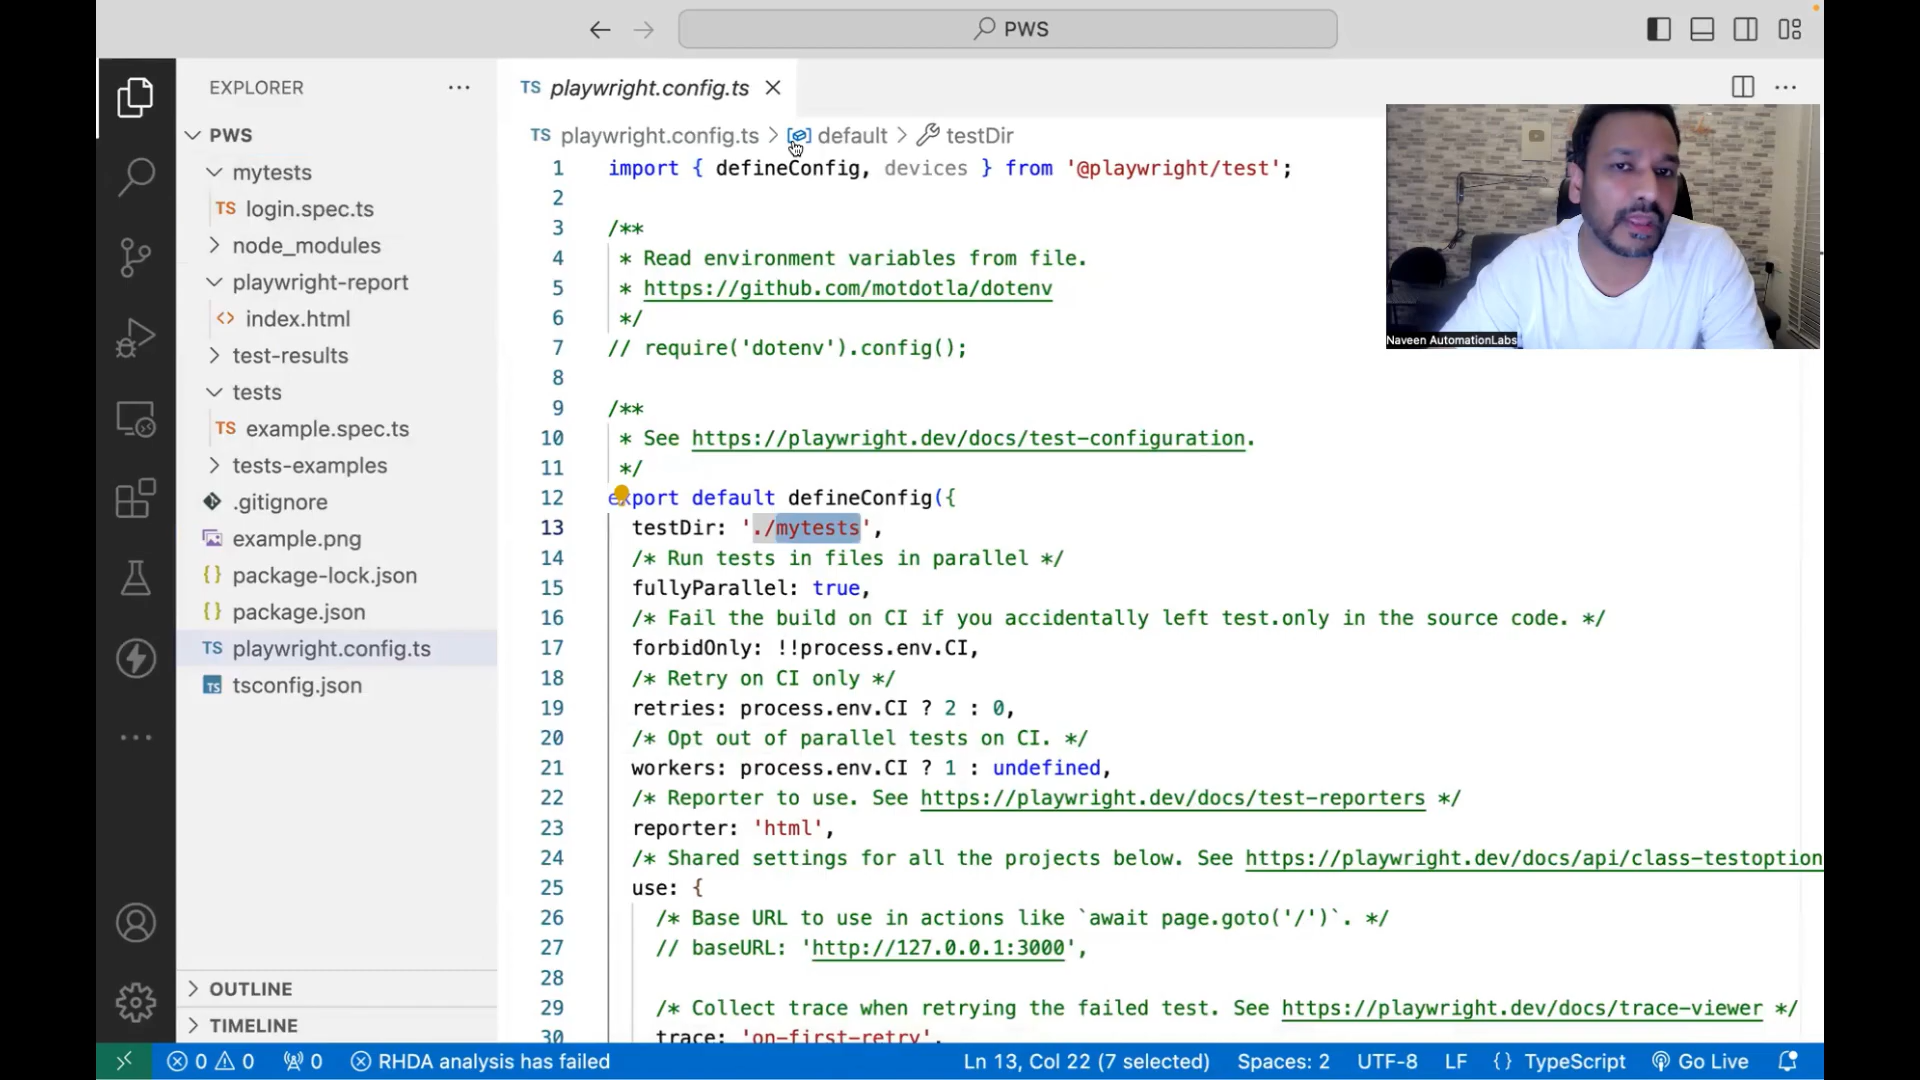 PWS
EXPLORER
PWS
mytests
TS login.spec.ts
node_modules
playwright-report
<> index.html
test-results
tests
TS example.spec.ts
tests-examples
.gitignore
example.png
{} package-lock.json
{} package.json
TS playwright.config.ts
TS tsconfig.json
OUTLINE
TIMELINE
TS playwright.config.ts
TS playwright.config.ts > default > testDir
1 import { defineConfig, devices } from '@playwright/test';
2
3 /**
4 * Read environment variables from file.
5 * https://github.com/motdotla/dotenv
6 */
7 // require('dotenv').config();
8
9 /**
10 * See https://playwright.dev/docs/test-configuration.
11 */
12 export default defineConfig({
13 testDir: './mytests',
14 /* Run tests in files in parallel */
15 fullyParallel: true,
16 /* Fail the build on CI if you accidentally left test.only in the source code. */
17 forbidOnly: !!process.env.CI,
18 /* Retry on CI only */
19 retries: process.env.CI ? 2 : 0,
20 /* Opt out of parallel tests on CI. */
21 workers: process.env.CI ? 1 : undefined,
22 /* Reporter to use. See https://playwright.dev/docs/test-reporters */
23 reporter: 'html',
24 /* Shared settings for all the projects below. See https://playwright.dev/docs/api/class-testoption
25 use: {
26 /* Base URL to use in actions like `await page.goto('/')`. */
27 // baseURL: 'http://127.0.0.1:3000',
28
29 /* Collect trace when retrying the failed test. See https://playwright.dev/docs/trace-viewer */
30 trace: 'on-first-retry',
Naveen AutomationLabs
0 0 0 RHDA analysis has failed
Ln 13, Col 22 (7 selected) Spaces: 2 UTF-8 LF {} TypeScript Go Live